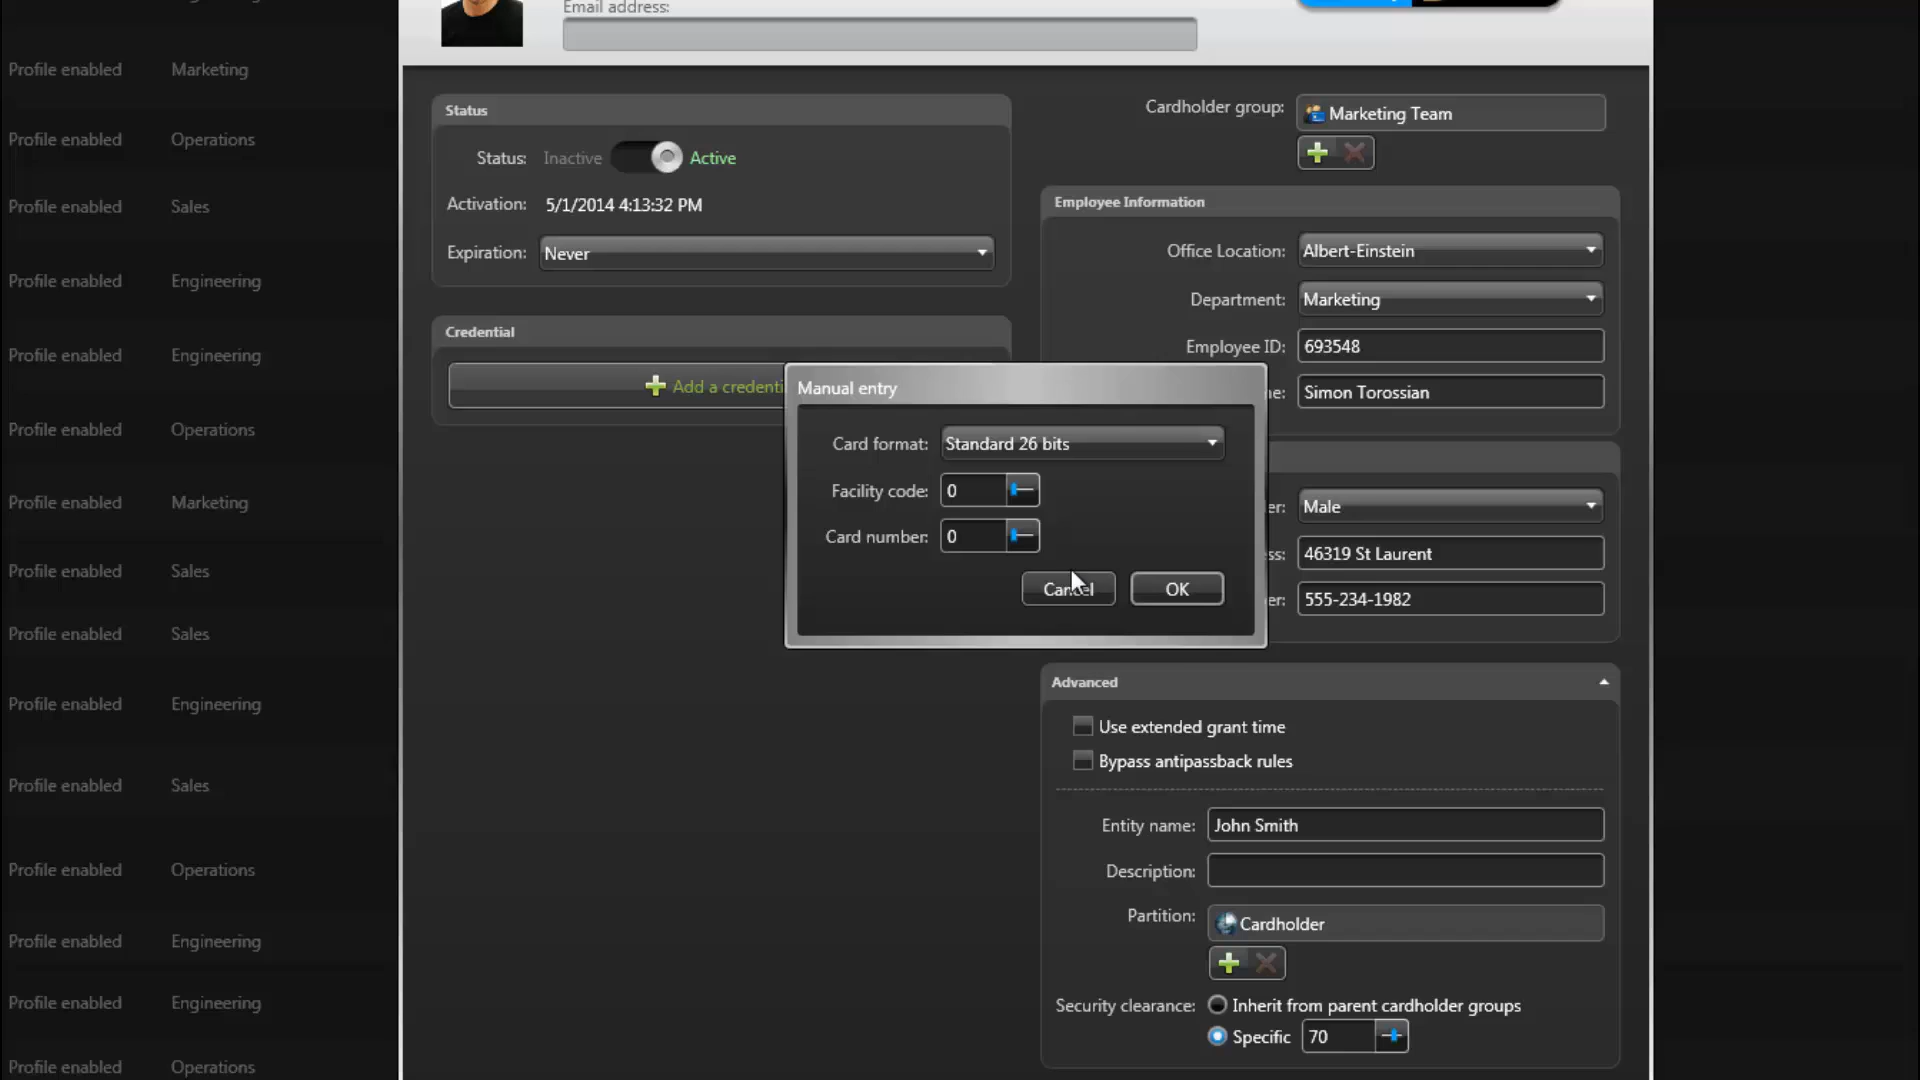 Email address:
Profile enabled Marketing
Profile enabled Operations
Profile enabled Sales
Profile enabled Engineering
Profile enabled Engineering
Profile enabled Operations
Profile enabled Marketing
Profile enabled Sales
Profile enabled Sales
Profile enabled Engineering
Profile enabled Sales
Profile enabled Operations
Profile enabled Engineering
Profile enabled Engineering
Profile enabled Operations
Status
Status: Inactive Active
Activation: 5/1/2014 4:13:32 PM
Expiration: Never
Credential
Add a credenti
Cardholder group: Marketing Team
Employee Information
Office Location: Albert-Einstein
Department: Marketing
Employee ID: 693548
ne: Simon Torossian
er: Male
ss: 46319 St Laurent
er: 555-234-1982
Manual entry
Card format: Standard 26 bits
Facility code: 0
Card number: 0
Cancel OK
Advanced
Use extended grant time
Bypass antipassback rules
Entity name: John Smith
Description:
Partition: Cardholder
Security clearance: Inherit from parent cardholder groups
Specific 70